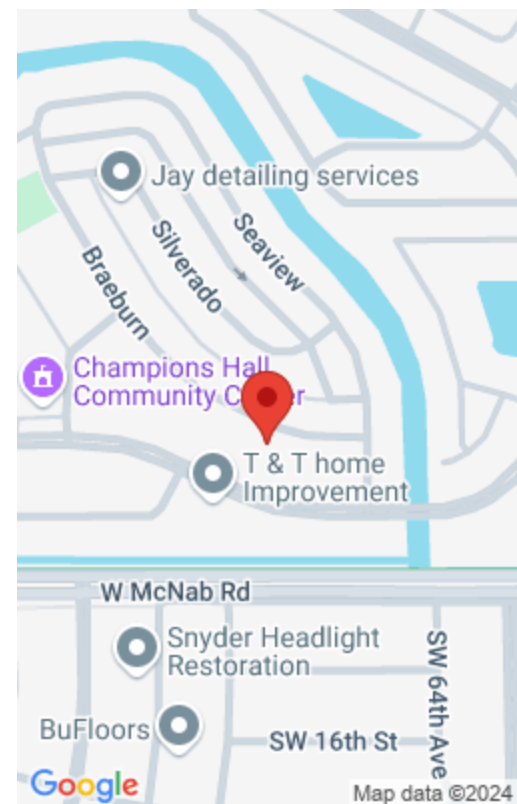 Jay detailing services
Seaview
Silverado
Braeburn
Champions Hall
Community C er
T & T home
Improvement
W McNab Rd
Snyder Headlight
Restoration
SW 64th Ave
BuFloors
SW 16th St
Google
Map data ©2024